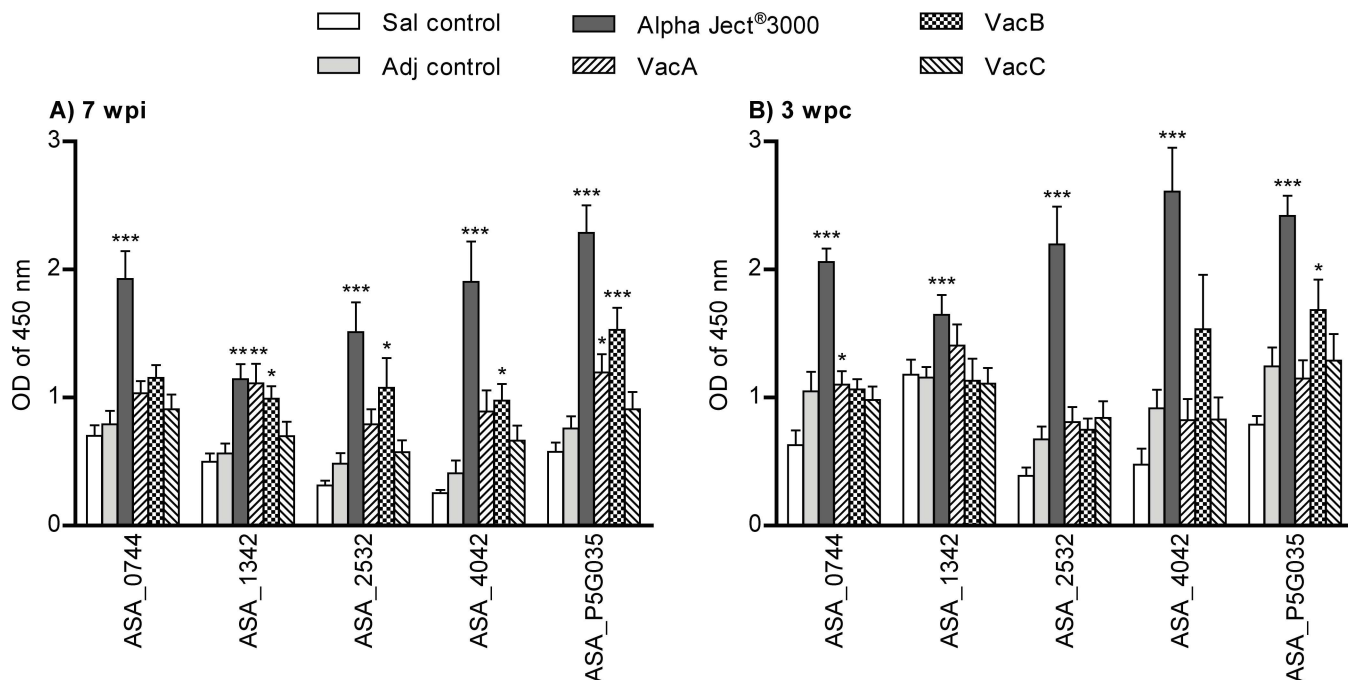 Sal control
Alpha Ject®3000
VacB
Adj control
VacA
VacC
A) 7 wpi
B) 3 wpc
OD of 450 nm
3
2
1
0
***
**
**
*
***
*
***
*
***
*
***
ASA_0744
ASA_1342
ASA_2532
ASA_4042
ASA_P5G035
OD of 450 nm
3
2
1
0
***
*
***
***
***
***
*
ASA_0744
ASA_1342
ASA_2532
ASA_4042
ASA_P5G035